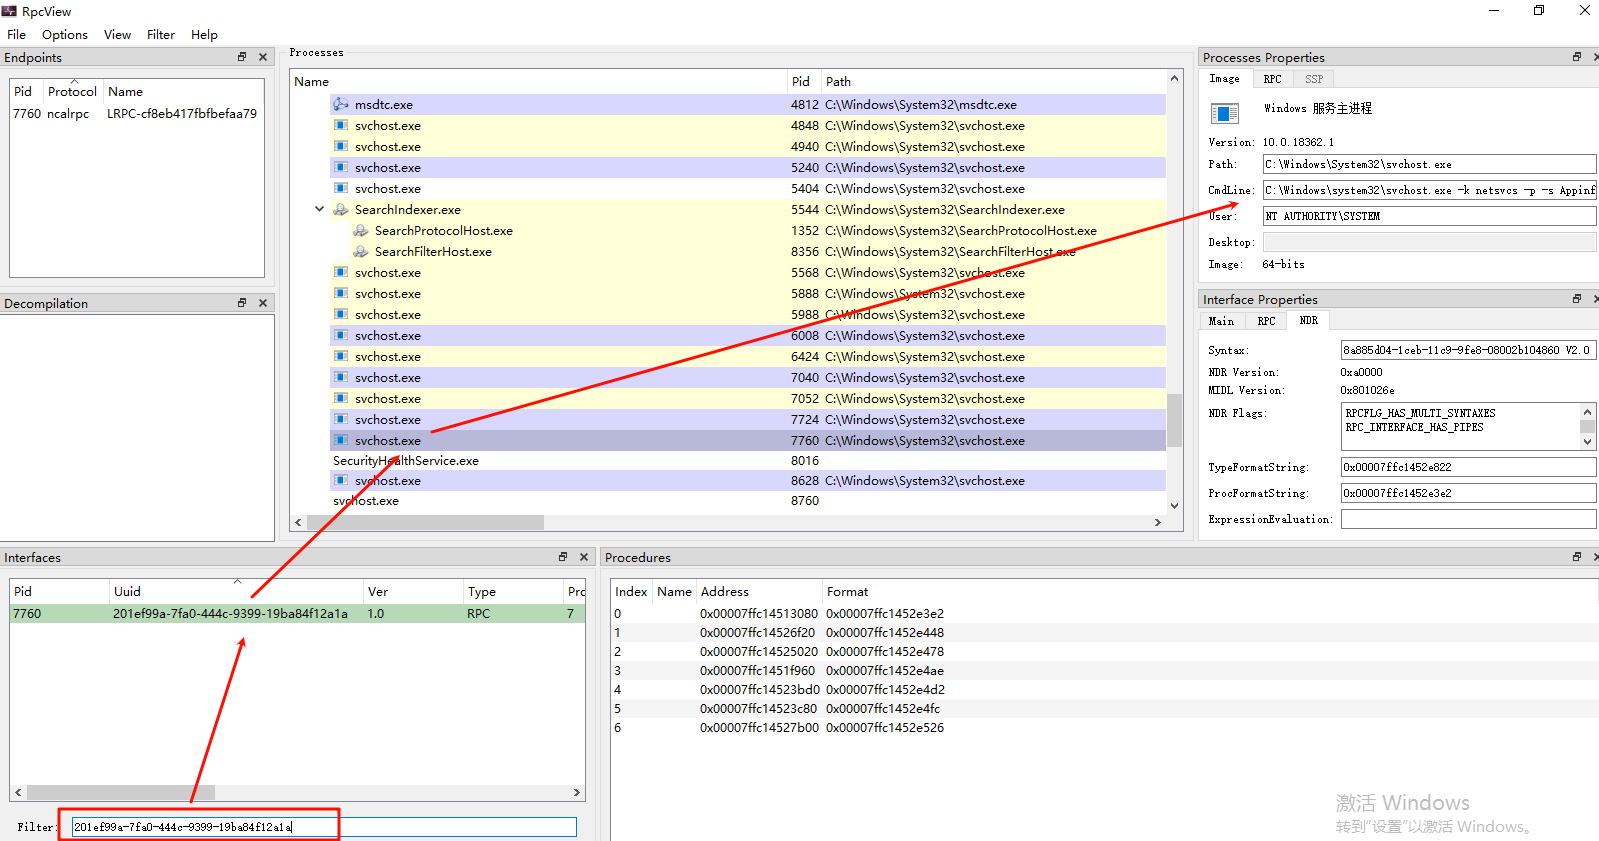 RpcView
File Options View Filter Help
Endpoints
Pid Protocol Name
7760 ncalrpc LRPC-cf8eb417fbfbefaa79
Decompilation
Processes
Name Pid Path
msdtc.exe 4812 C:\Windows\System32\msdtc.exe
svchost.exe 4848 C:\Windows\System32\svchost.exe
svchost.exe 4940 C:\Windows\System32\svchost.exe
svchost.exe 5240 C:\Windows\System32\svchost.exe
svchost.exe 5404 C:\Windows\System32\svchost.exe
SearchIndexer.exe 5544 C:\Windows\System32\SearchIndexer.exe
SearchProtocolHost.exe 1352 C:\Windows\System32\SearchProtocolHost.exe
SearchFilterHost.exe 8356 C:\Windows\System32\SearchFilterHost.exe
svchost.exe 5568 C:\Windows\System32\svchost.exe
svchost.exe 5888 C:\Windows\System32\svchost.exe
svchost.exe 5988 C:\Windows\System32\svchost.exe
svchost.exe 6008 C:\Windows\System32\svchost.exe
svchost.exe 6424 C:\Windows\System32\svchost.exe
svchost.exe 7040 C:\Windows\System32\svchost.exe
svchost.exe 7052 C:\Windows\System32\svchost.exe
svchost.exe 7724 C:\Windows\System32\svchost.exe
svchost.exe 7760 C:\Windows\System32\svchost.exe
SecurityHealthService.exe 8016
svchost.exe 8628 C:\Windows\System32\svchost.exe
svchost.exe 8760
Processes Properties
Image RPC SSP
Windows 服务主进程
Version: 10.0.18362.1
Path: C:\Windows\System32\svchost.exe
CmdLine: C:\Windows\system32\svchost.exe -k netsvcs -p -s Appinf
User: NT AUTHORITY\SYSTEM
Desktop:
Image: 64-bits
Interface Properties
Main RPC NDR
Syntax: 8a885d04-1ceb-11c9-9fe8-08002b104860 V2.0
NDR Version: 0xa0000
MIDL Version: 0x801026e
NDR Flags: RPCFLG_HAS_MULTI_SYNTAXES
RPC_INTERFACE_HAS_PIPES
TypeFormatString: 0x00007ffc1452e822
ProcFormatString: 0x00007ffc1452e3e2
ExpressionEvaluation:
Interfaces
Pid Uuid Ver Type Prc
7760 201ef99a-7fa0-444c-9399-19ba84f12a1a 1.0 RPC 7
Filter: 201ef99a-7fa0-444c-9399-19ba84f12a1a
Procedures
Index Name Address Format
0 0x00007ffc14513080 0x00007ffc1452e3e2
1 0x00007ffc14526f20 0x00007ffc1452e448
2 0x00007ffc14525020 0x00007ffc1452e478
3 0x00007ffc1451f960 0x00007ffc1452e4ae
4 0x00007ffc14523bd0 0x00007ffc1452e4d2
5 0x00007ffc14523c80 0x00007ffc1452e4fc
6 0x00007ffc14527b00 0x00007ffc1452e526
激活 Windows
转到“设置”以激活 Windows。